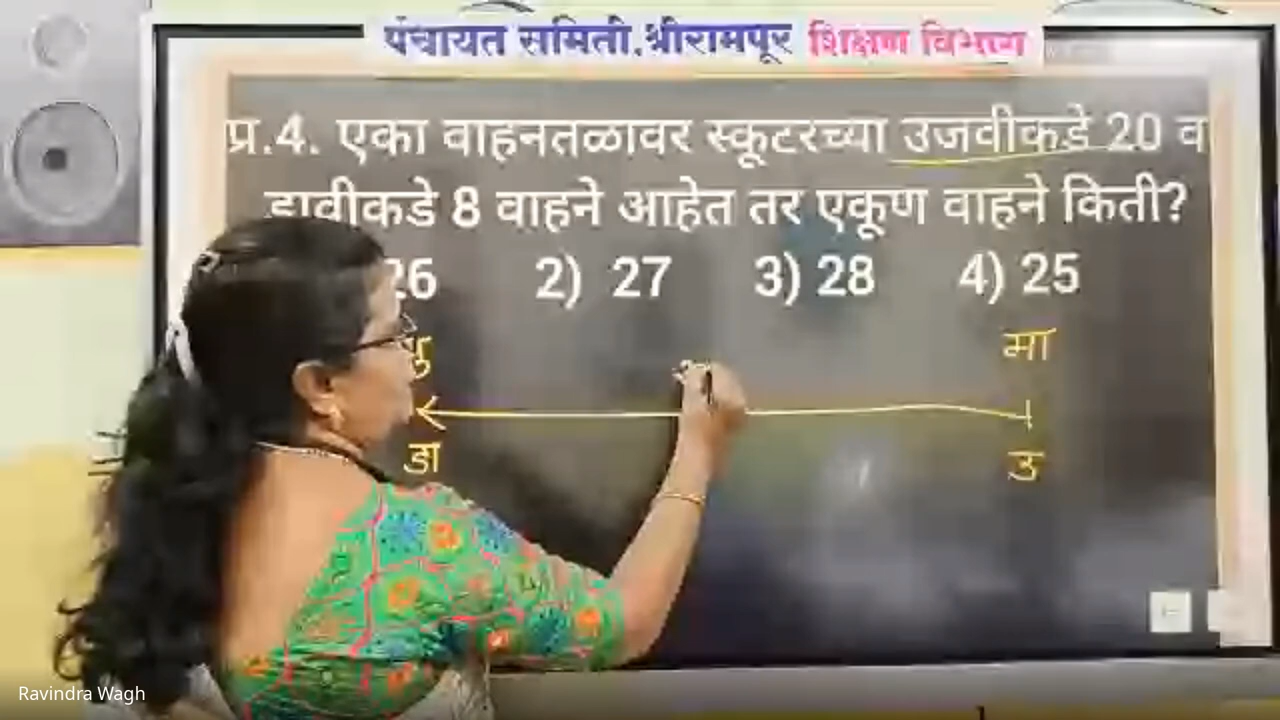 पंचायत समिती.श्रीरामपूर शिक्षण विभाग
प्र.4. एका वाहनतळावर स्कूटरच्या उजवीकडे 20 व
डावीकडे 8 वाहने आहेत तर एकूण वाहने किती?
26 2) 27 3) 28 4) 25
पु मा
डा उ
Ravindra Wagh